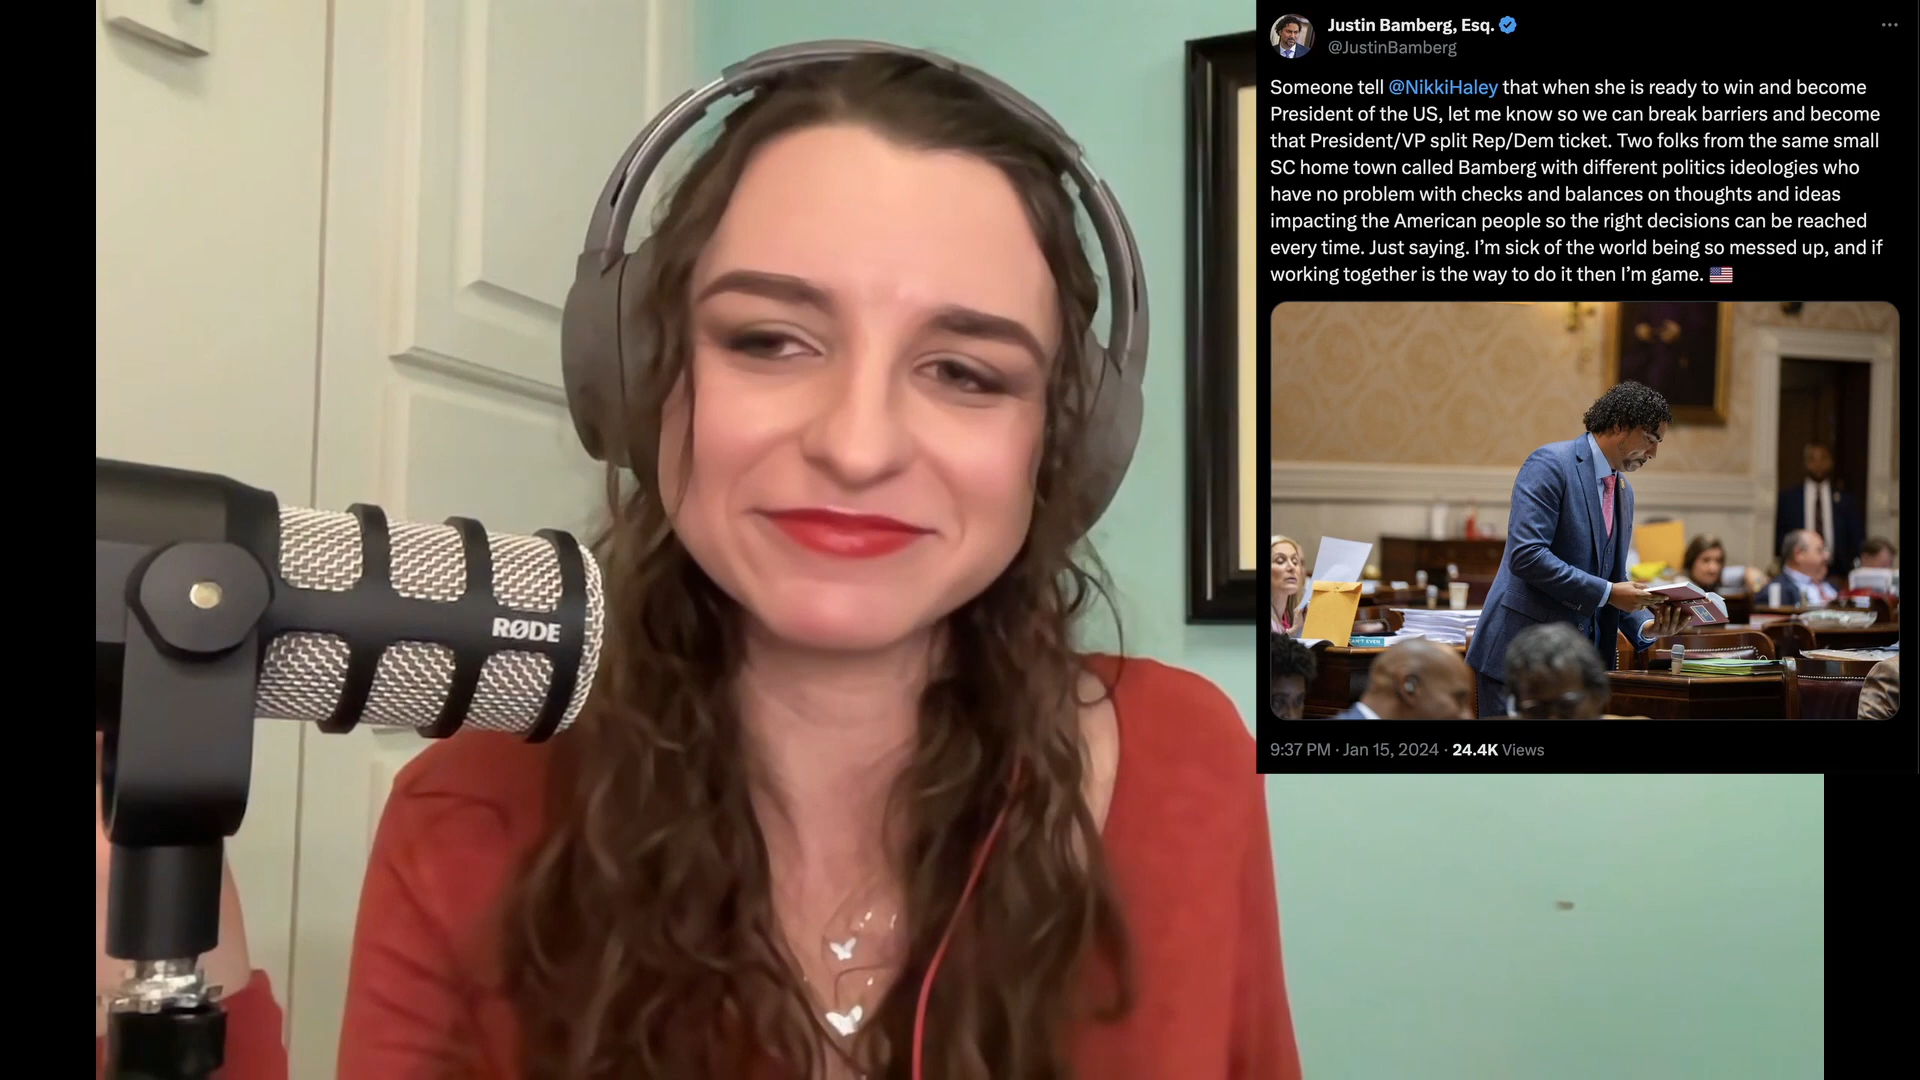 Justin Bamberg, Esq.
@JustinBamberg
Someone tell @NikkiHaley that when she is ready to win and become
President of the US, let me know so we can break barriers and become
that President/VP split Rep/Dem ticket. Two folks from the same small
SC home town called Bamberg with different politics ideologies who
have no problem with checks and balances on thoughts and ideas
impacting the American people so the right decisions can be reached
every time. Just saying. I'm sick of the world being so messed up, and if
working together is the way to do it then I'm game. 🇺🇸
9:37 PM · Jan 15, 2024 · 24.4K Views
RØDE